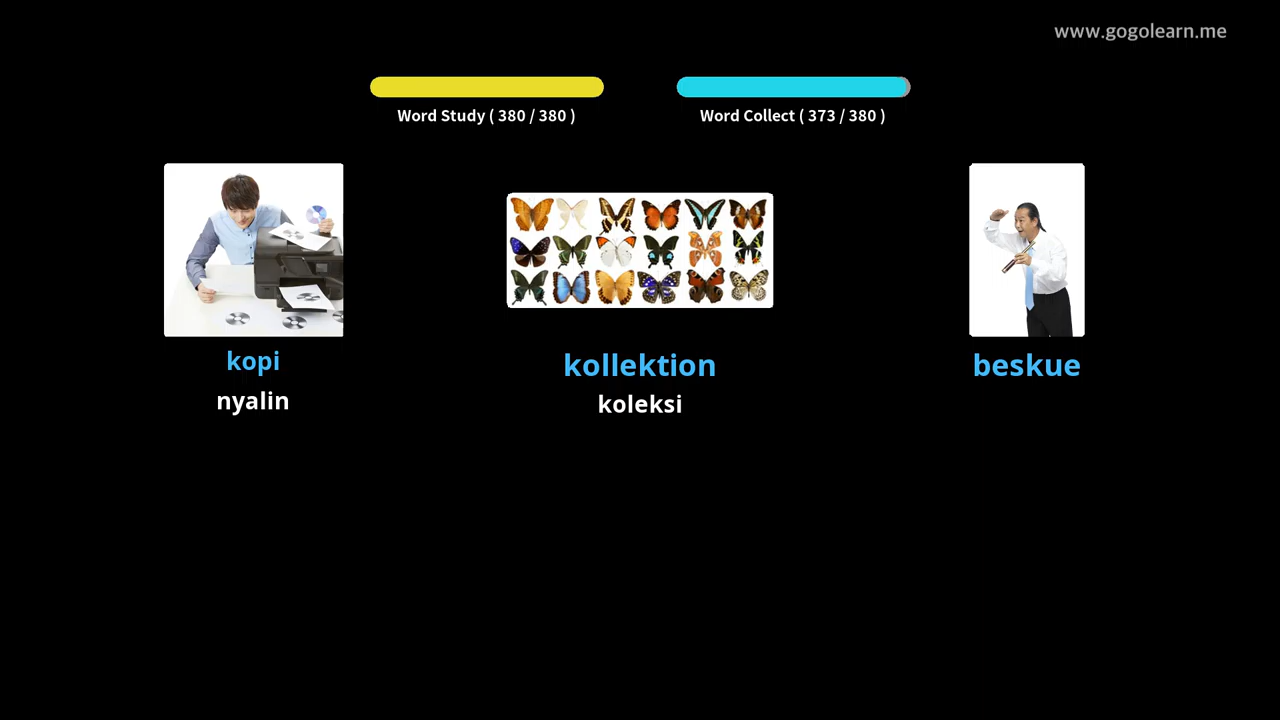 www.gogolearn.me
Word Study ( 380 / 380 )
Word Collect ( 373 / 380 )
kopi
nyalin
kollektion
koleksi
beskue